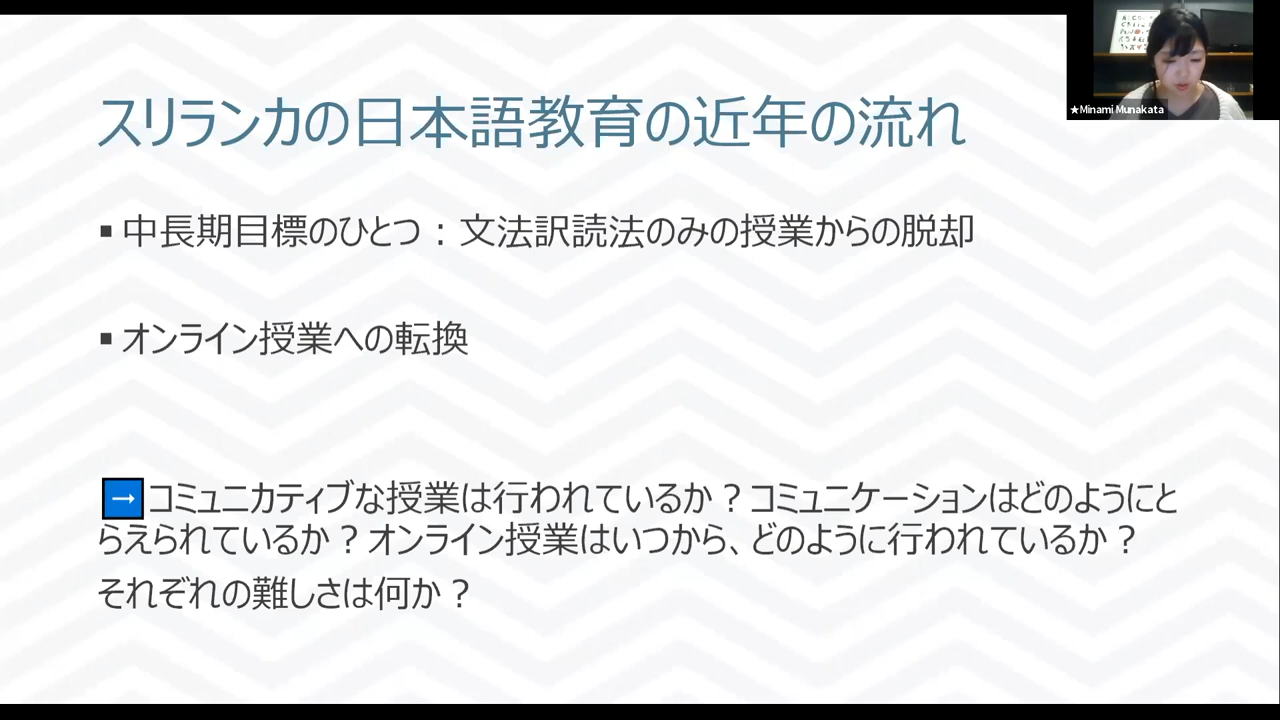 スリランカの日本語教育の近年の流れ
★Minami Munakata
▪中長期目標のひとつ：文法訳読法のみの授業からの脱却
▪オンライン授業への転換
→コミュニカティブな授業は行われているか？コミュニケーションはどのようにと
らえられているか？オンライン授業はいつから、どのように行われているか？
それぞれの難しさは何か？